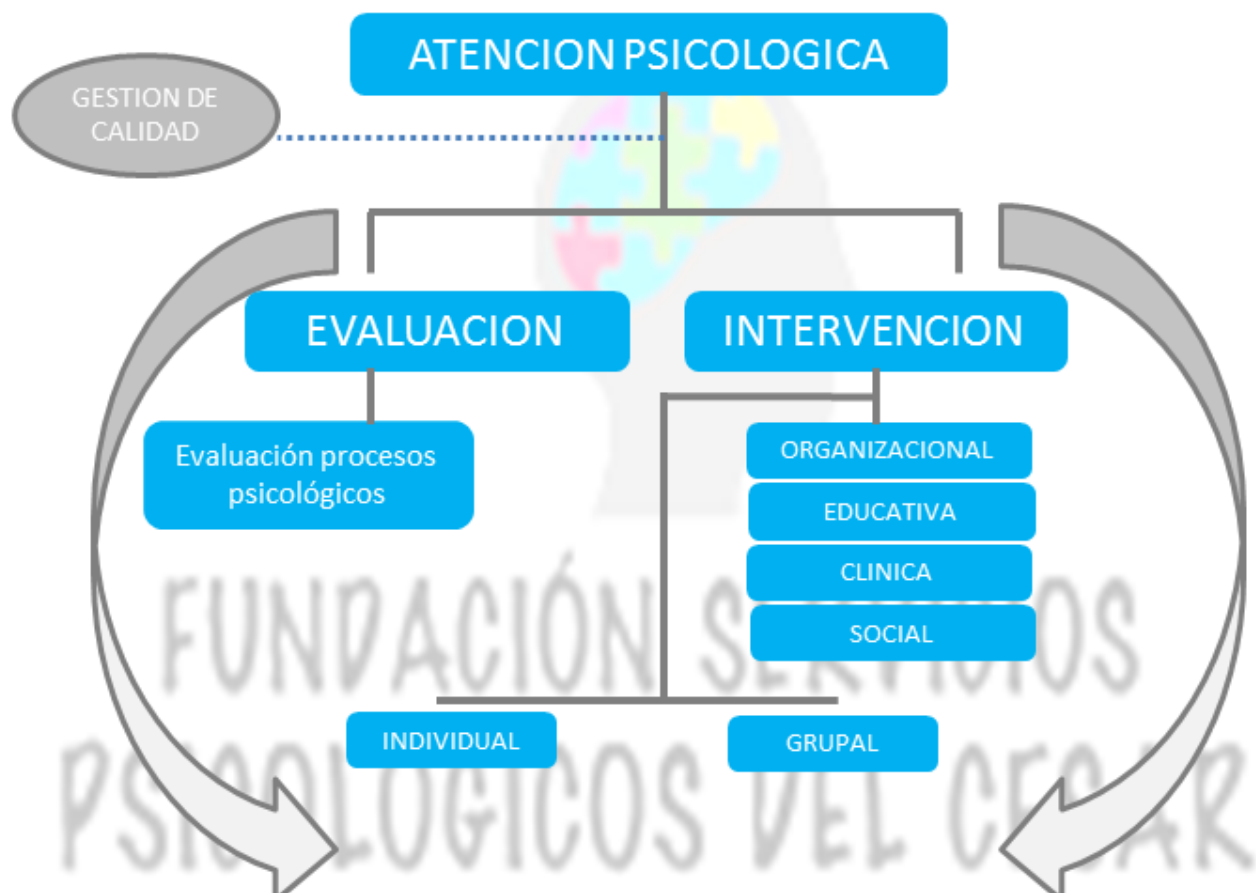 ATENCION PSICOLOGICA
GESTION DE
CALIDAD
EVALUACION
INTERVENCION
Evaluación procesos
psicológicos
ORGANIZACIONAL
EDUCATIVA
CLINICA
SOCIAL
INDIVIDUAL
GRUPAL
FUNDACIÓN SERVICIOS
PSICOLOGICOS DEL CESAR